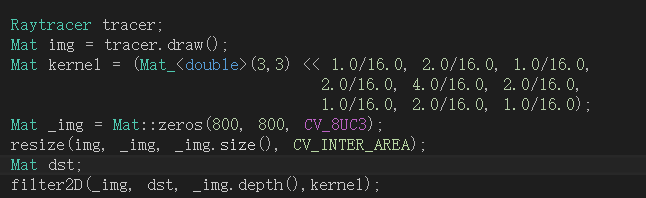 Raytracer tracer;
Mat img = tracer.draw();
Mat kernel = (Mat_<double>(3,3) << 1.0/16.0, 2.0/16.0, 1.0/16.0,
2.0/16.0, 4.0/16.0, 2.0/16.0,
1.0/16.0, 2.0/16.0, 1.0/16.0);
Mat _img = Mat::zeros(800, 800, CV_8UC3);
resize(img, _img, _img.size(), CV_INTER_AREA);
Mat dst;
filter2D(_img, dst, _img.depth(),kernel);